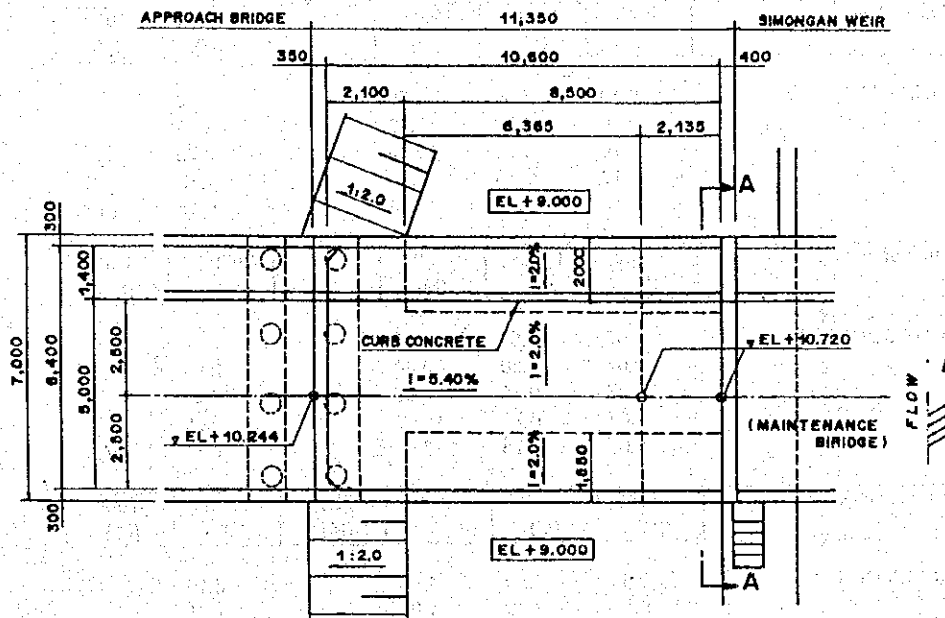 APPROACH BRIDGE
11,350
SIMONGAN WEIR
350
10,600
400
2,100
8,500
6,365
2,135
1:2.0
EL + 9.000
A
300
1,400
2,500
2,500
5,000
6,400
7,000
300
I=2.0%
2000
CURB CONCRETE
I=2.0%
I=5.40%
EL+10.720
EL+10.244
(MAINTENANCE
BIRIDGE)
FLOW
I=2.0%
1,850
1:2.0
EL + 9.000
A